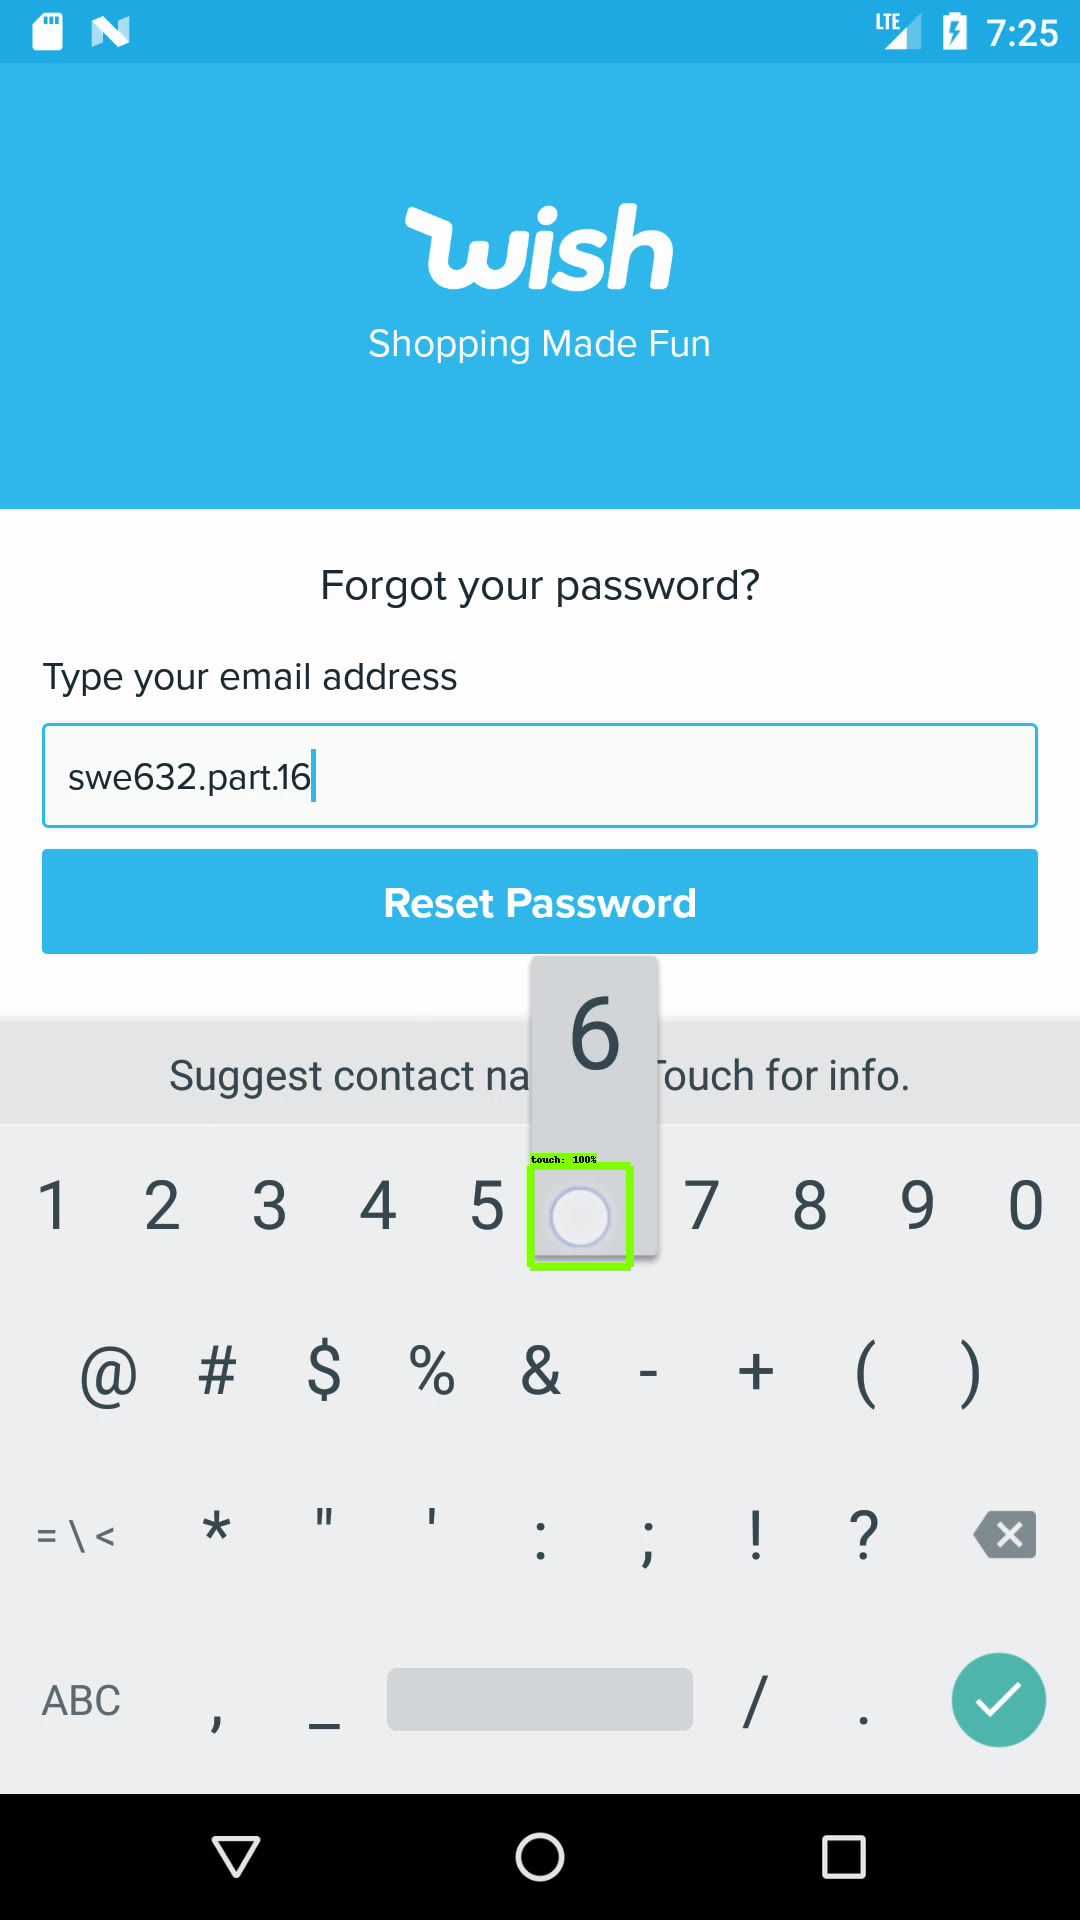 LTE 7:25
wish
Shopping Made Fun
Forgot your password?
Type your email address
swe632.part.16
Reset Password
6
Suggest contact na Touch for info.
touch: 100%
1 2 3 4 5 7 8 9 0
@ # $ % & - + ( )
= \ < * " ' : ; ! ?
ABC , _ / .